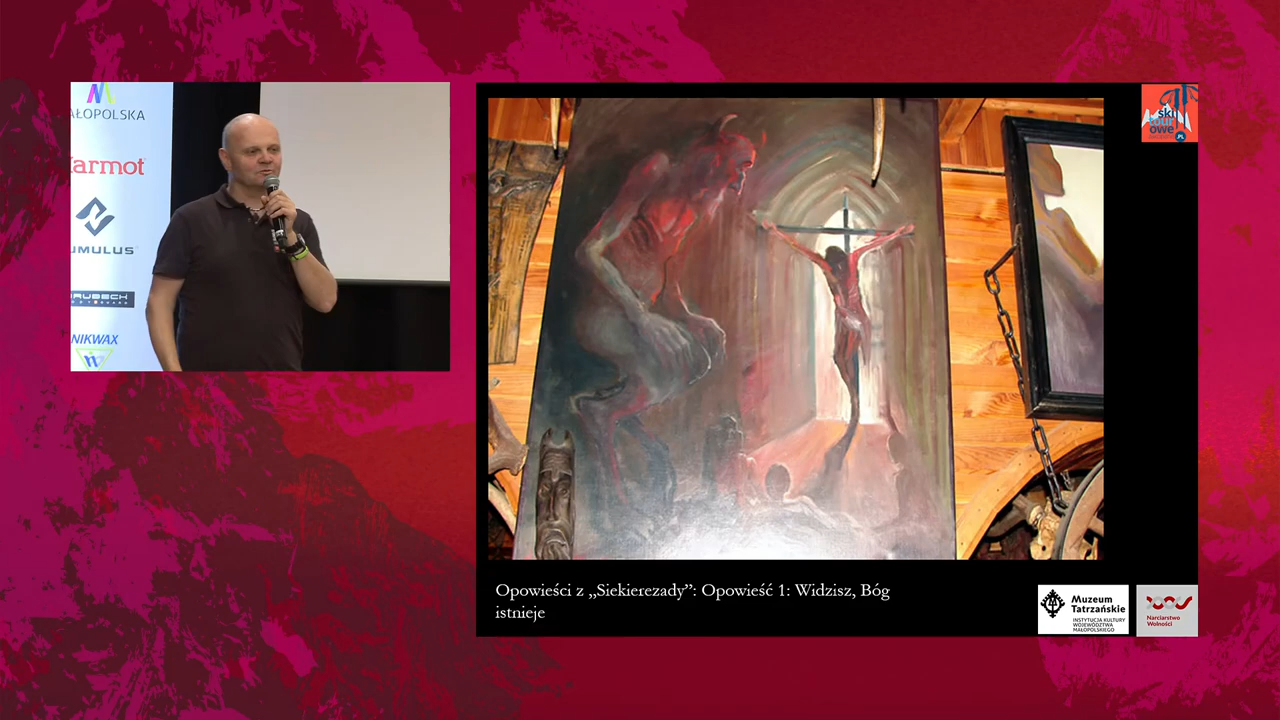 AŁOPOLSKA
armot
UMULUS
NIKWAX
ski
tour
owe
Opowieści z „Siekierezady”: Opowieść 1: Widzisz, Bóg
istnieje
Muzeum
Tatrzańskie
INSTYTUCJA KULTURY
WOJEWÓDZTWA
MAŁOPOLSKIEGO
Narciarstwo
Wolności